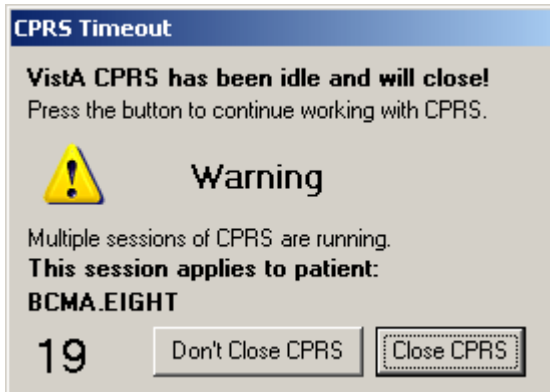 CPRS Timeout
VistA CPRS has been idle and will close!
Press the button to continue working with CPRS.
Warning
Multiple sessions of CPRS are running.
This session applies to patient:
BCMA.EIGHT
19 Don't Close CPRS Close CPRS